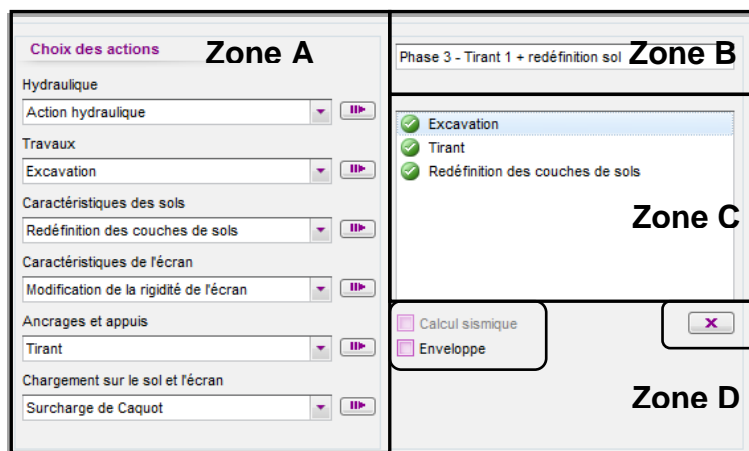 Choix des actions
Zone A
Hydraulique
Action hydraulique
Travaux
Excavation
Caractéristiques des sols
Redéfinition des couches de sols
Caractéristiques de l'écran
Modification de la rigidité de l'écran
Ancrages et appuis
Tirant
Chargement sur le sol et l'écran
Surcharge de Caquot
Phase 3 - Tirant 1 + redéfinition sol
Zone B
Excavation
Tirant
Redéfinition des couches de sols
Zone C
Calcul sismique
Enveloppe
Zone D